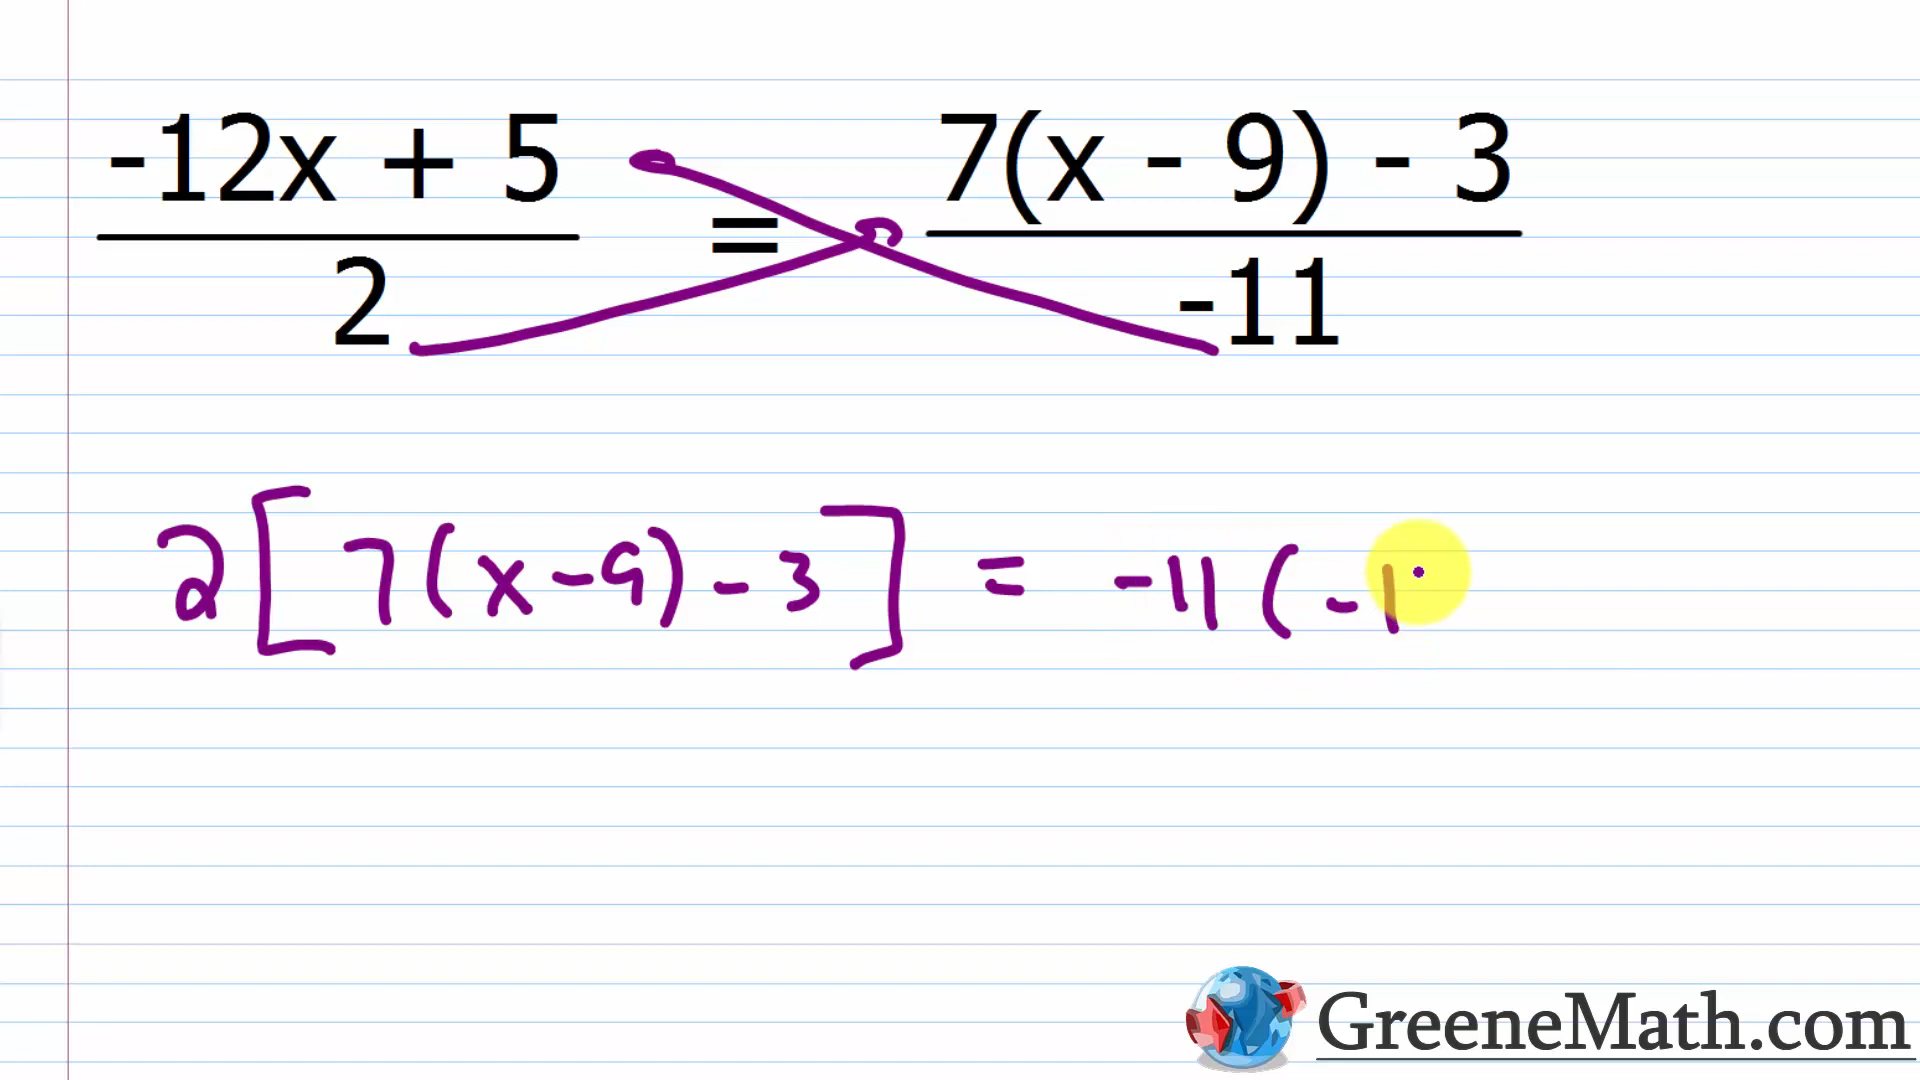 -12x + 5 = 7(x - 9) - 3
2 -11
2[7(x-9)-3] = -11(-1
GreeneMath.com